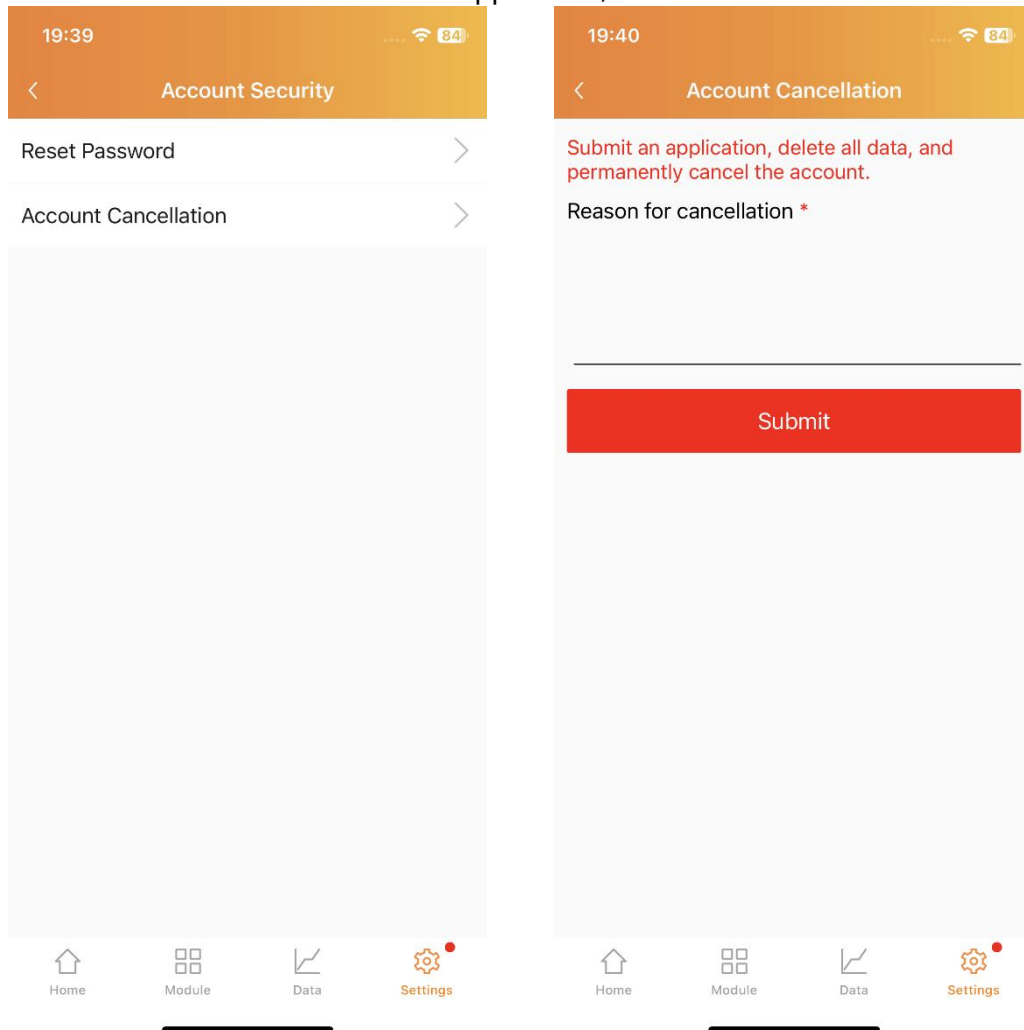 19:39
84
Account Security
Reset Password
Account Cancellation
Home
Module
Data
Settings
19:40
84
Account Cancellation
Submit an application, delete all data, and
permanently cancel the account.
Reason for cancellation *
Submit
Home
Module
Data
Settings